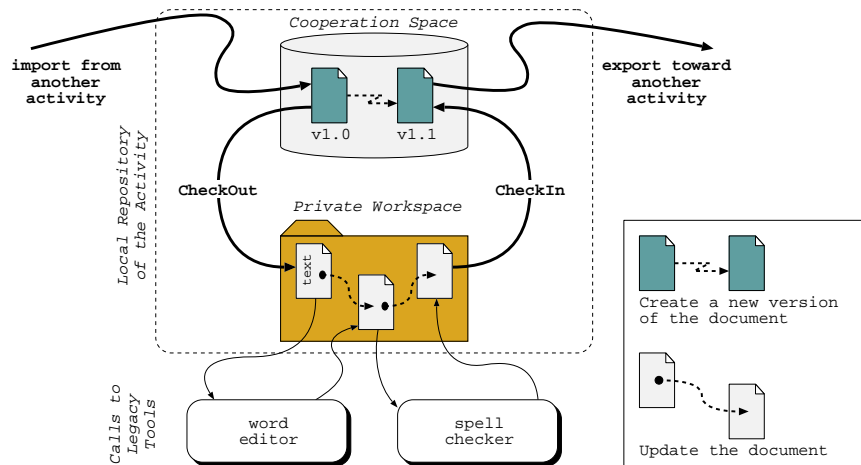 Cooperation Space
import from
another
activity
export toward
another
activity
v1.0
v1.1
CheckOut
CheckIn
Local Repository
of the Activity
Private Workspace
text
Create a new version
of the document
Update the document
Calls to
Legacy
Tools
word
editor
spell
checker